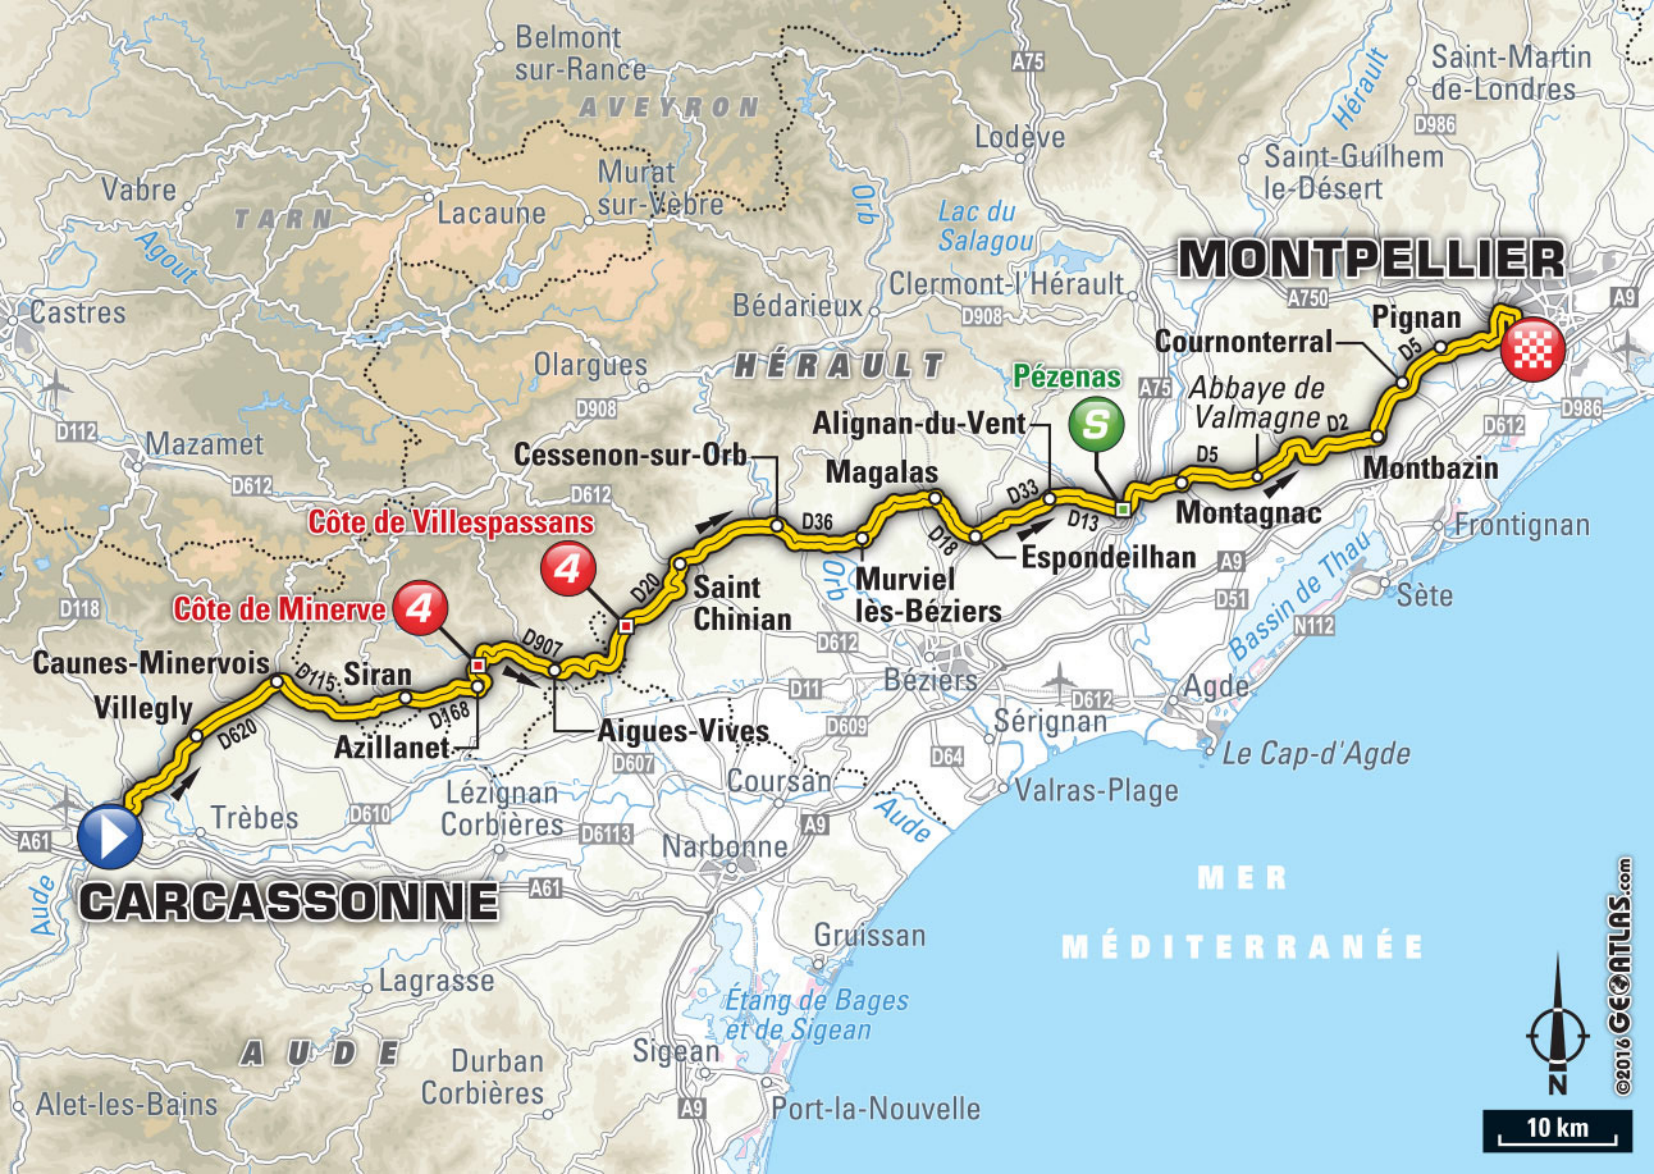 Belmont
sur-Rance
AVEYRON
A75
Hérault
Saint-Martin
de-Londres
D986
Lodève
Saint-Guilhem
le-Désert
Murat
sur-Vèbre
Vabre
TARN
Lacaune
Agout
Orb
Lac du
Salagou
MONTPELLIER
Clermont-l'Hérault
A750
A9
Castres
Bédarieux
D908
Pignan
Cournonterral
D5
Olargues
HÉRAULT
Pézenas
A75
Abbaye de
Valmagne
D2
D986
D612
D908
S
Alignan-du-Vent
D112
Mazamet
Cessenon-sur-Orb
Magalas
D5
Montbazin
D612
D612
D33
D13
Montagnac
Côte de Villespassans
4
D36
D18
Espondeilhan
Frontignan
A9
Bassin de Thau
Sète
D118
Côte de Minerve
4
D20
Saint
Chinian
Orb
Murviel
lès-Béziers
D51
N112
D612
Caunes-Minervois
D115
Siran
D907
Villegly
D620
D168
Azillanet
Aigues-Vives
D11
Béziers
D612
Agde
D609
Sérignan
D64
Le Cap-d'Agde
D607
Coursan
Valras-Plage
Lézignan
Corbières
Trèbes
D610
D6113
A9
Aude
A61
Narbonne
Aude
CARCASSONNE
A61
MER
MÉDITERRANÉE
Gruissan
Lagrasse
Étang de Bages
et de Sigean
AUDE
Durban
Corbières
Sigean
Alet-les-Bains
A9
Port-la-Nouvelle
N
©2016 GEOATLAS.com
10 km